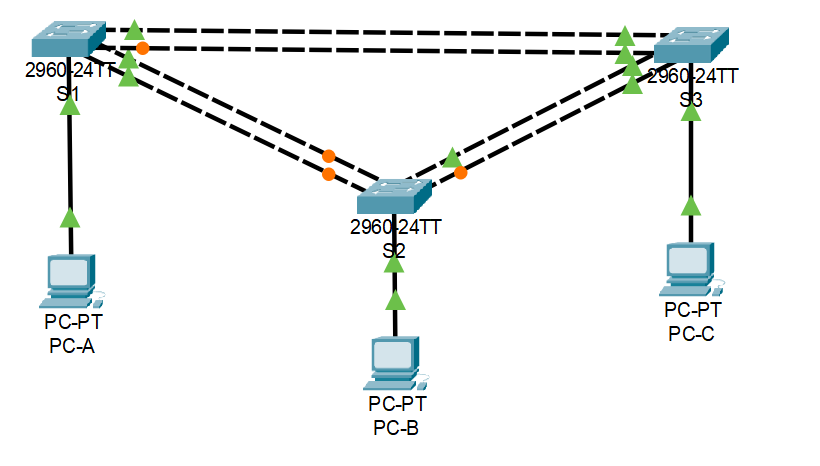 2960-24TT
S1
2960-24TT
S3
2960-24TT
S2
PC-PT
PC-A
PC-PT
PC-B
PC-PT
PC-C